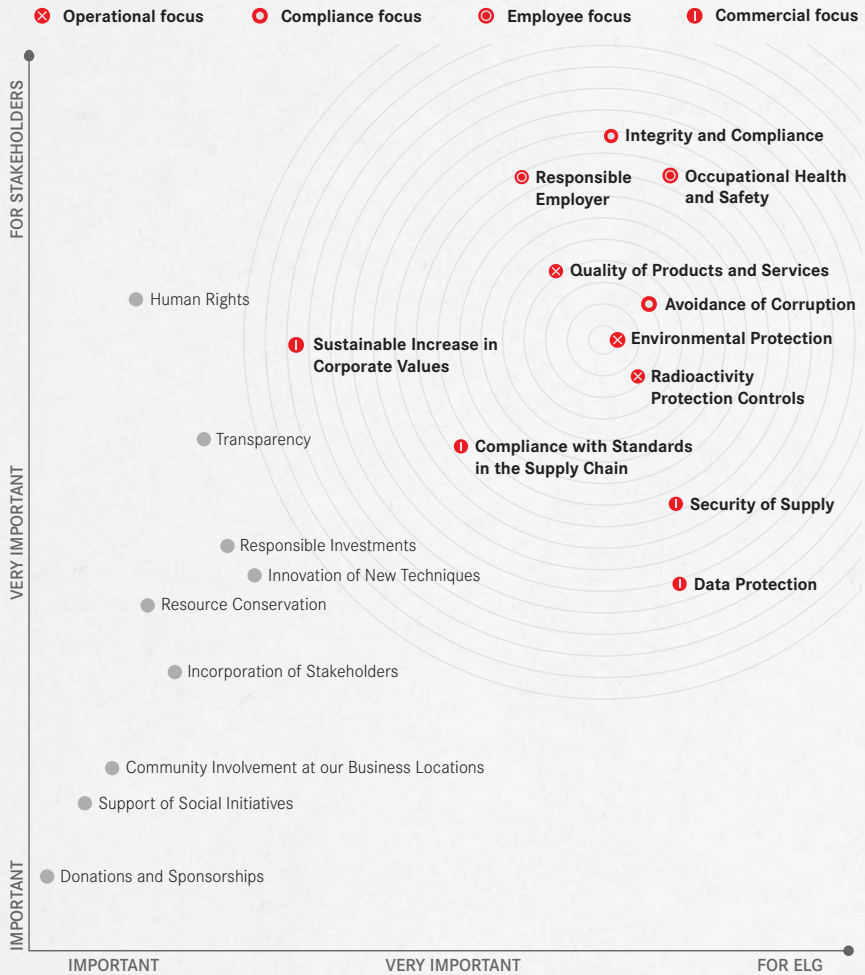 Operational focus
Compliance focus
Employee focus
Commercial focus
FOR STAKEHOLDERS
VERY IMPORTANT
IMPORTANT
Integrity and Compliance
Responsible
Employer
Occupational Health
and Safety
Quality of Products and Services
Human Rights
Avoidance of Corruption
Environmental Protection
Sustainable Increase in
Corporate Values
Radioactivity
Protection Controls
Transparency
Compliance with Standards
in the Supply Chain
Security of Supply
Responsible Investments
Innovation of New Techniques
Data Protection
Resource Conservation
Incorporation of Stakeholders
Community Involvement at our Business Locations
Support of Social Initiatives
Donations and Sponsorships
IMPORTANT
VERY IMPORTANT
FOR ELG